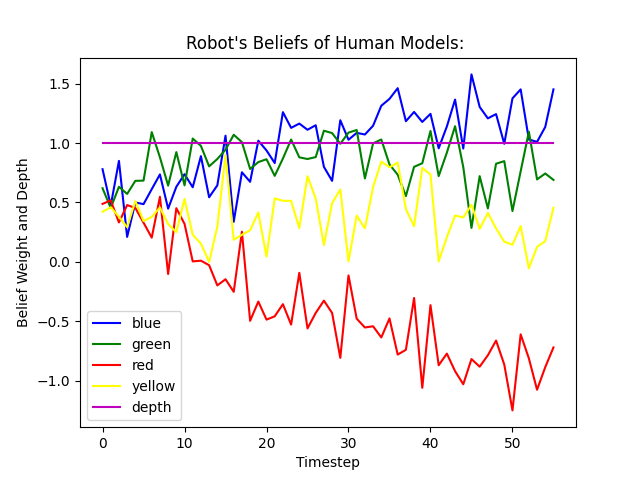 Robot's Beliefs of Human Models:
Belief Weight and Depth
1.5
1.0
0.5
0.0
−0.5
−1.0
blue
green
red
yellow
depth
0 10 20 30 40 50
Timestep